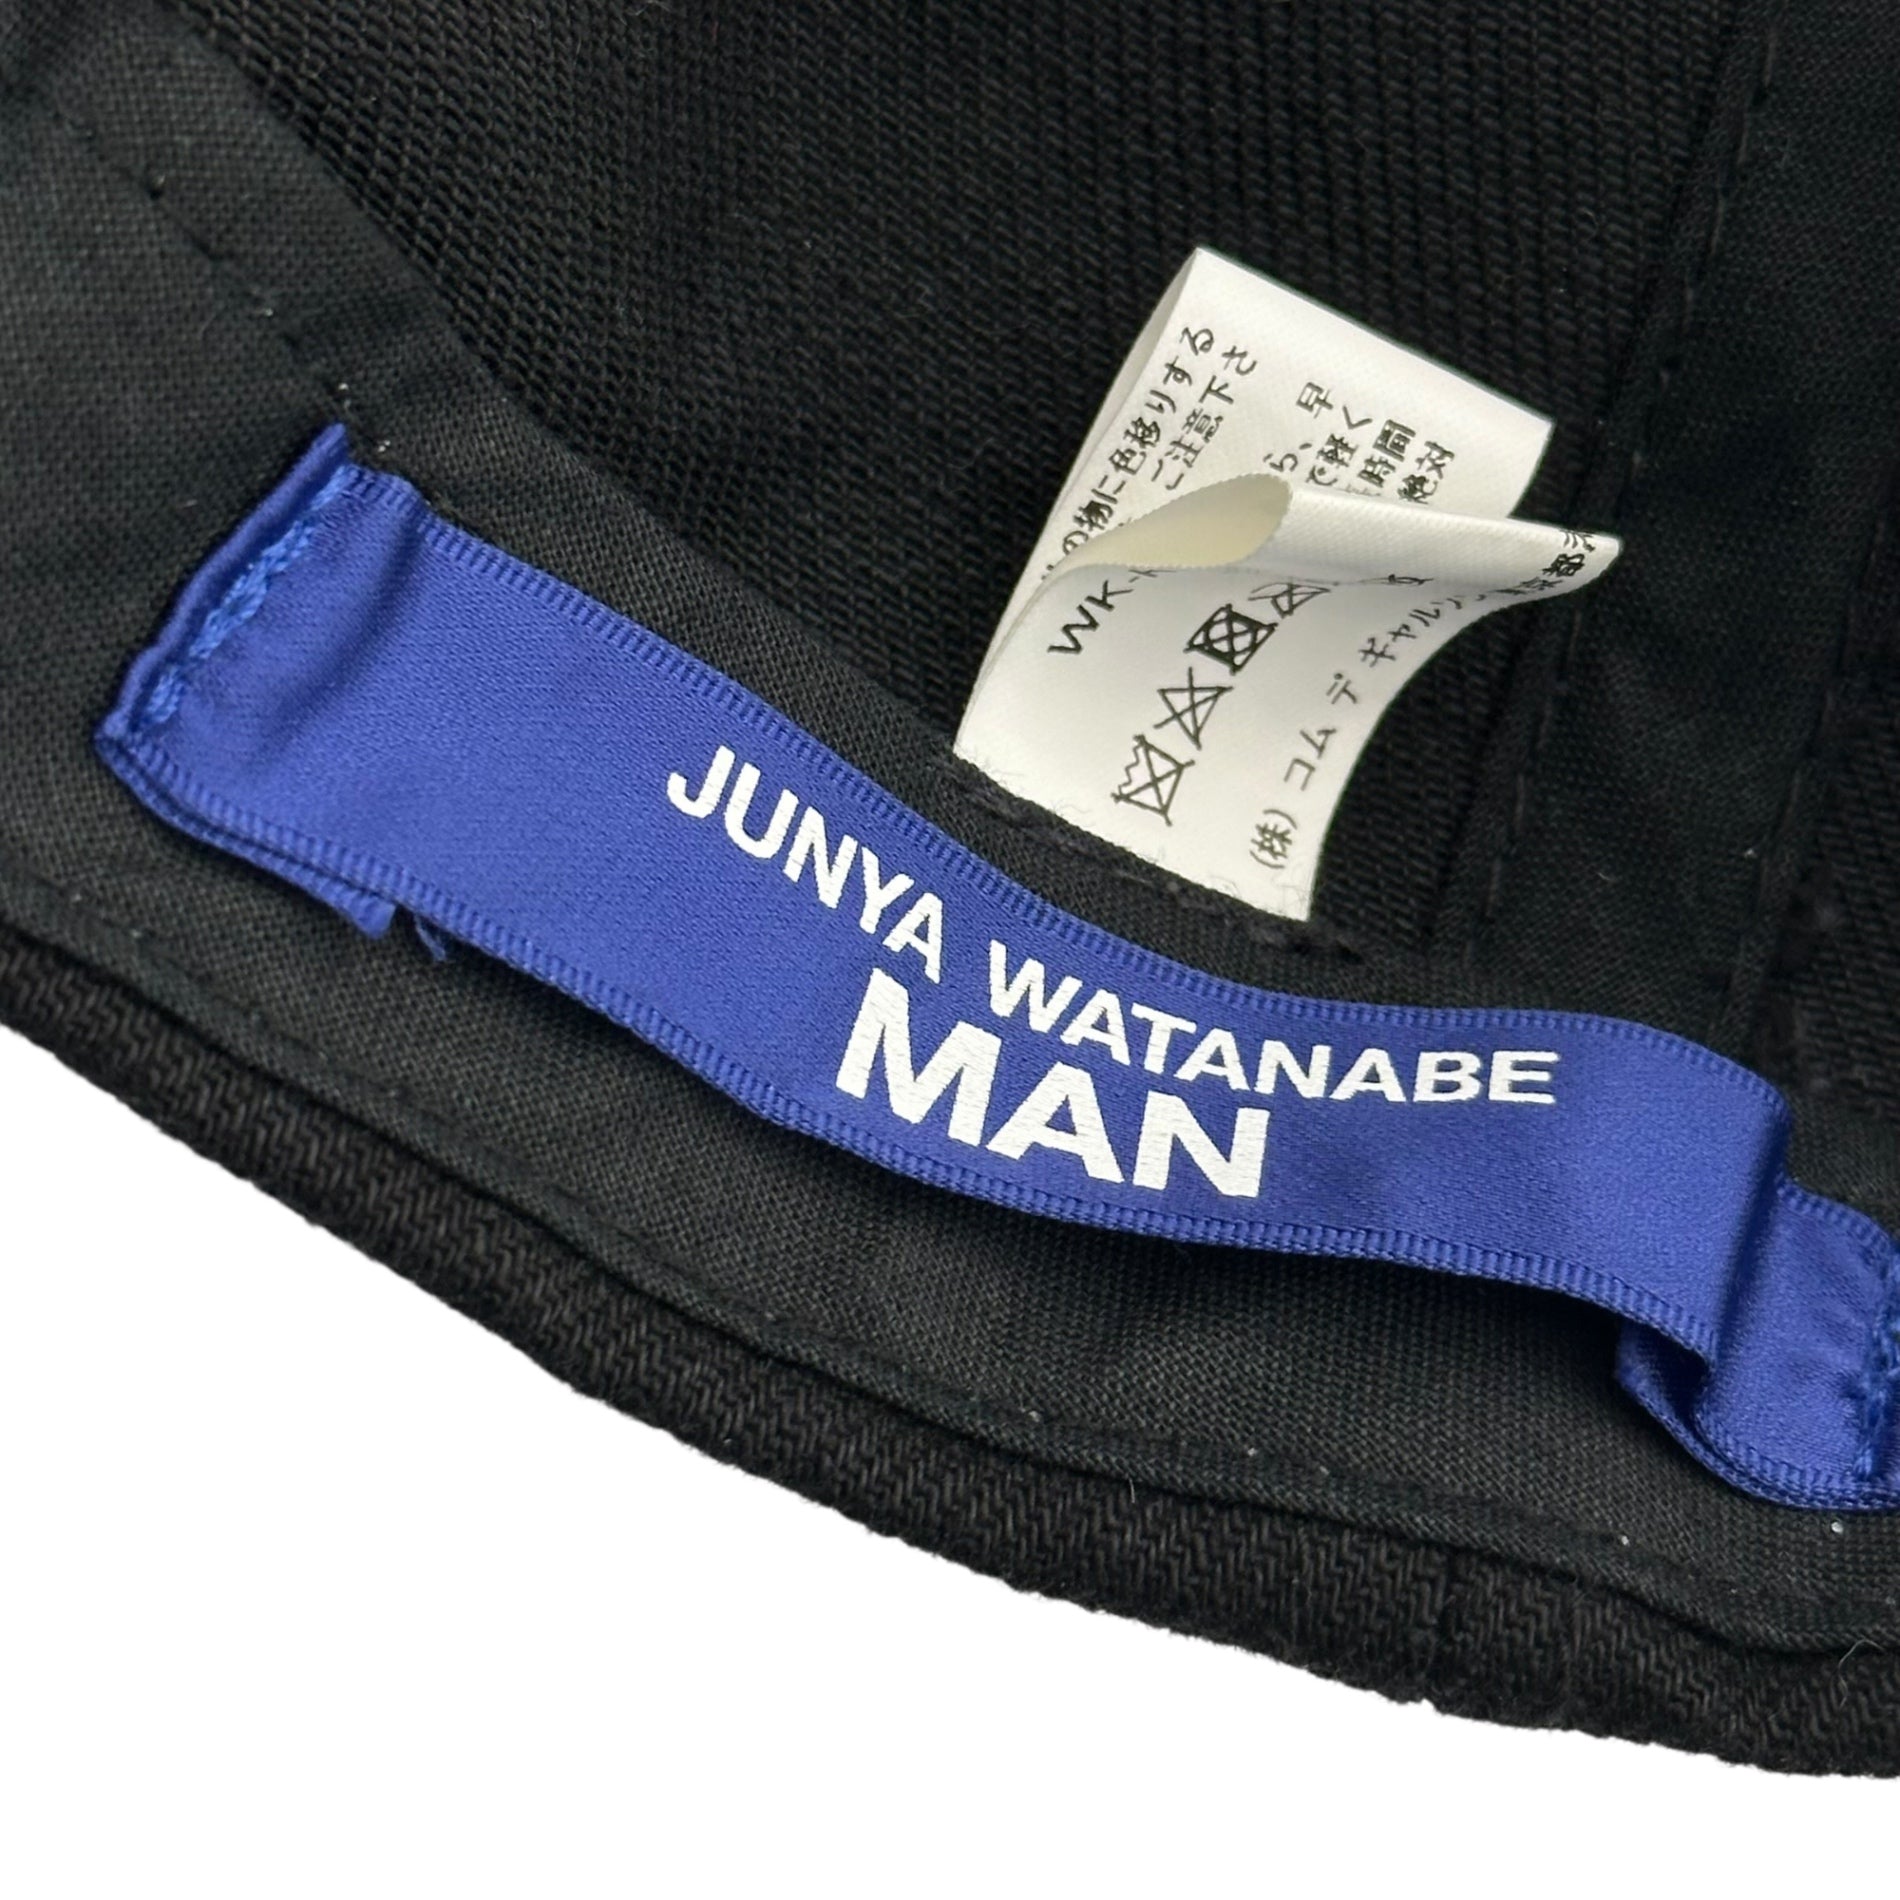 JUNYA WATANABE
MAN
の物に色移りする
ご注意下さ
早
で軽く
時間
絶対
WK-
(株) コム デ ギャルソン